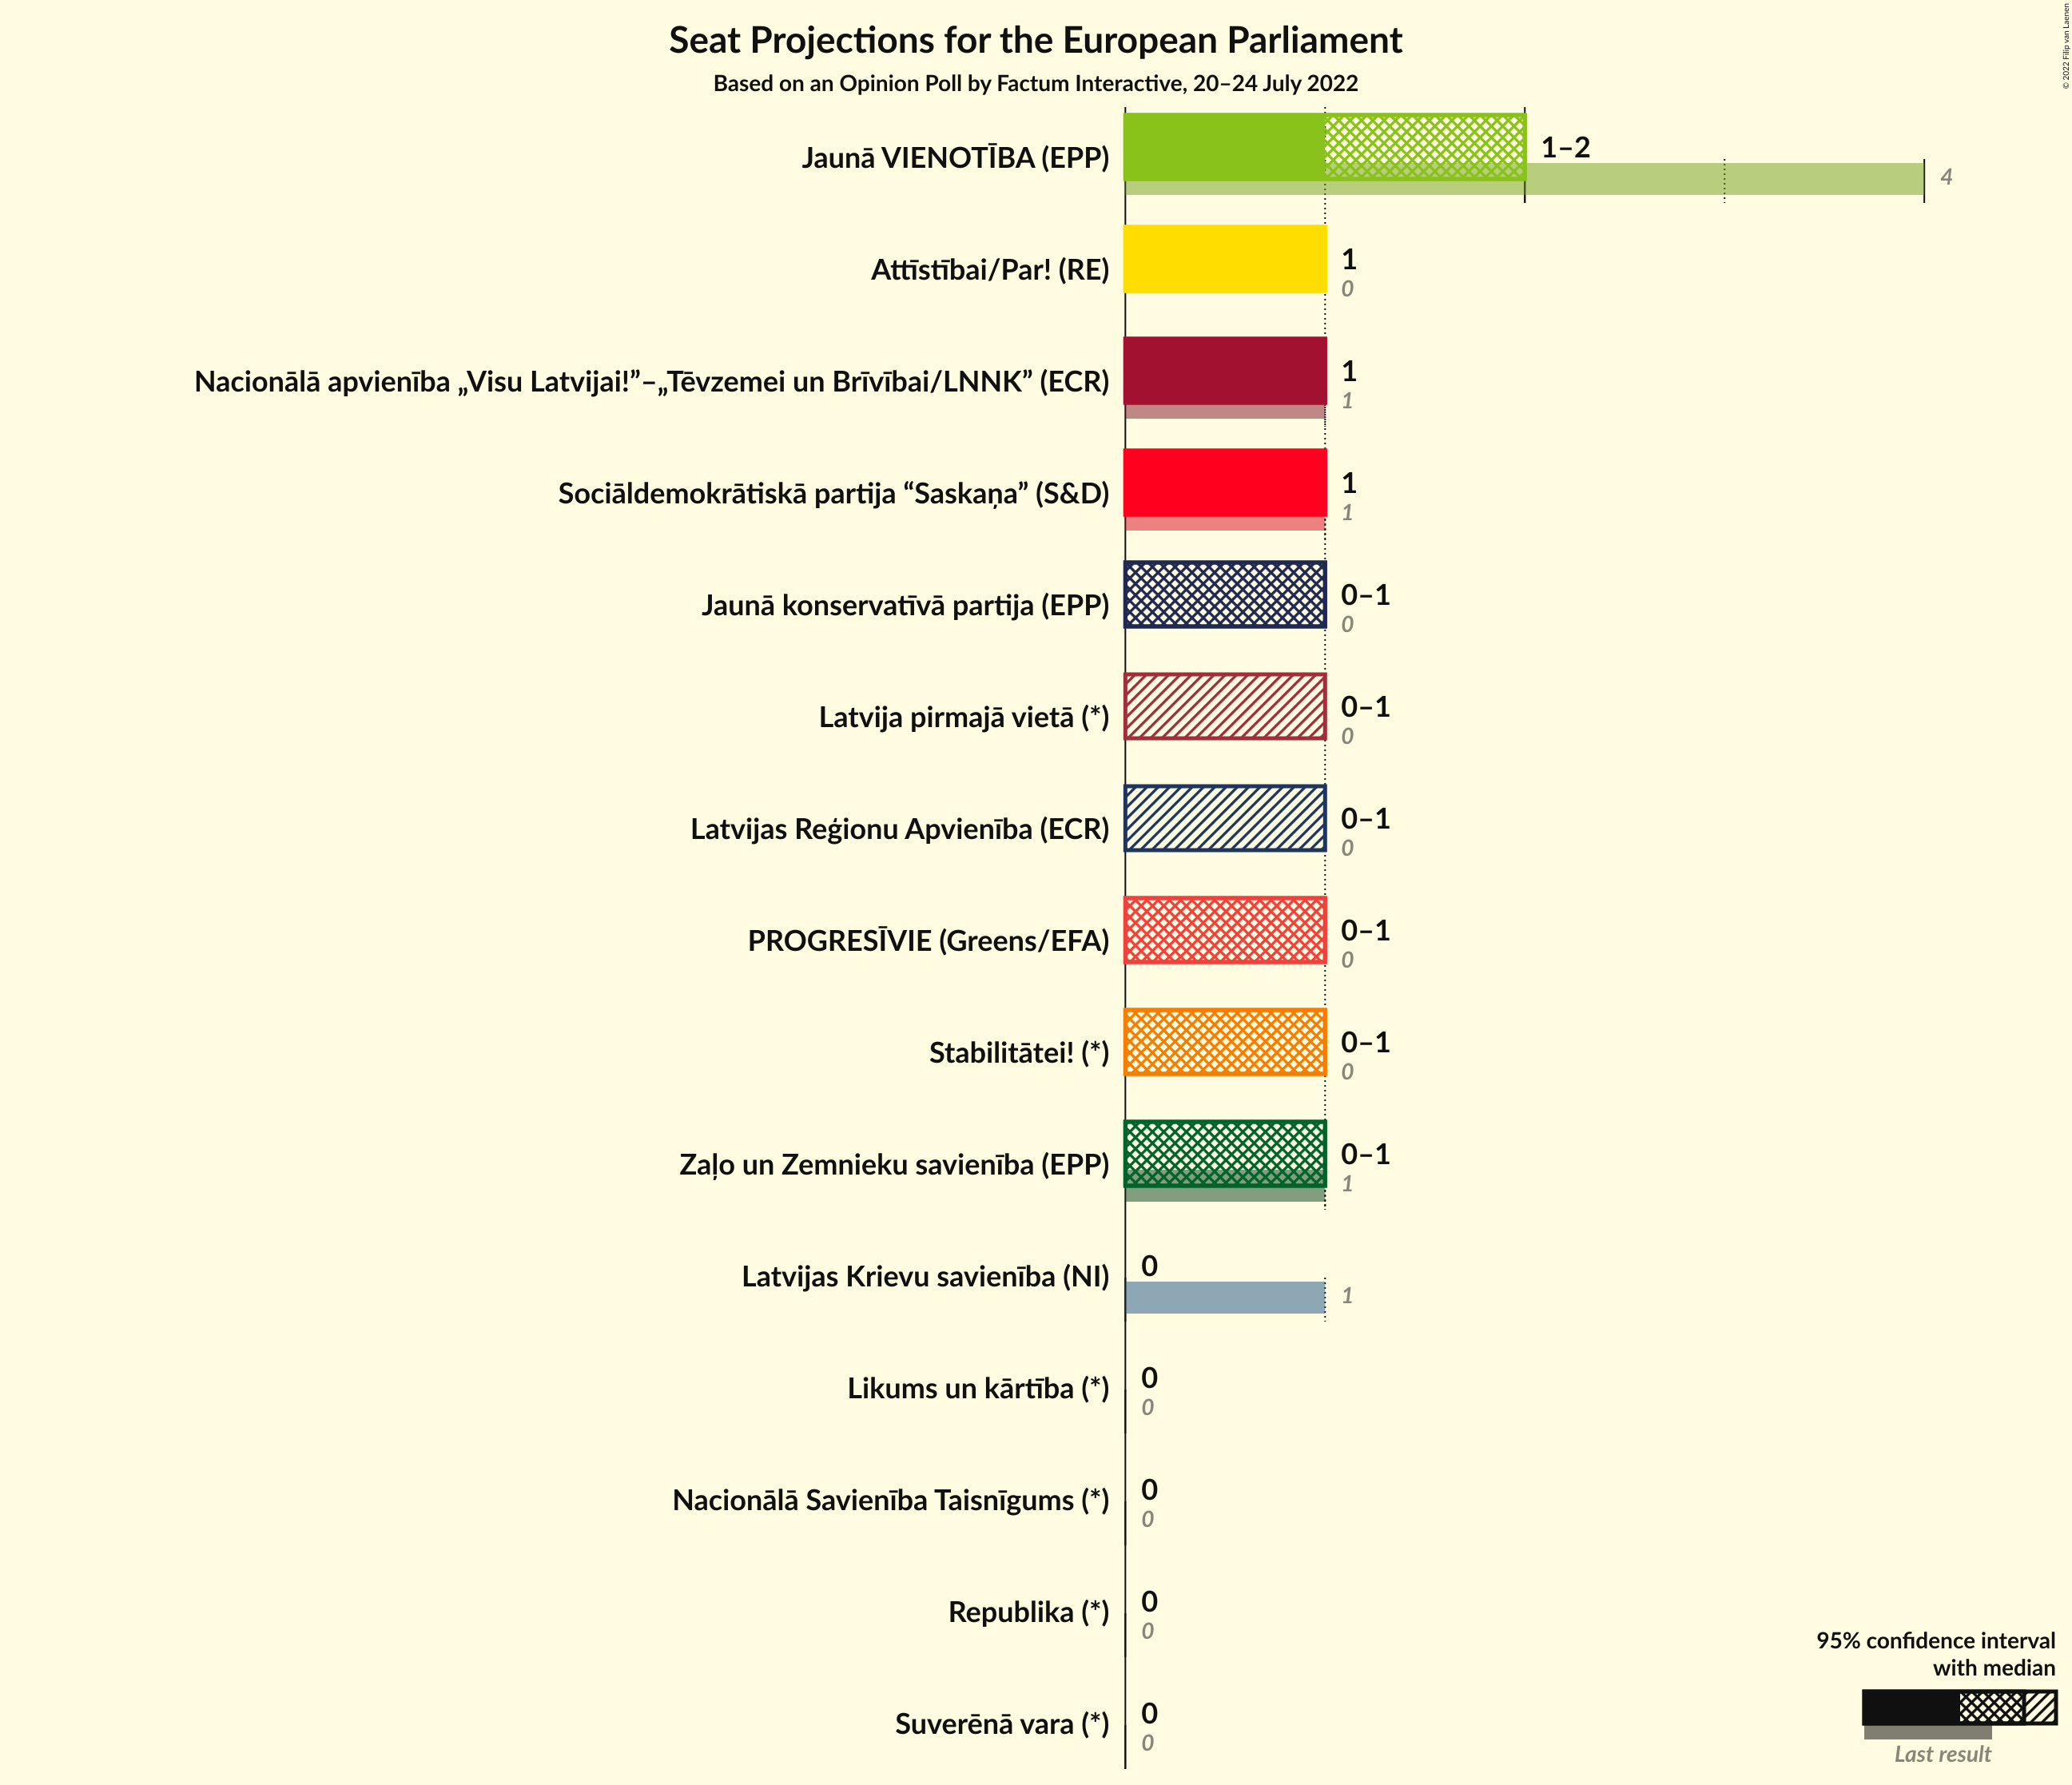 Seat Projections for the European Parliament
Based on an Opinion Poll by Factum Interactive, 20–24 July 2022
© 2022 Filip van Laenen
Jaunā VIENOTĪBA (EPP)
1–2
4
Attīstībai/Par! (RE)
1
0
Nacionālā apvienība „Visu Latvijai!”–„Tēvzemei un Brīvībai/LNNK” (ECR)
1
1
Sociāldemokrātiskā partija “Saskaņa” (S&D)
1
1
Jaunā konservatīvā partija (EPP)
0–1
0
Latvija pirmajā vietā (*)
0–1
0
Latvijas Reģionu Apvienība (ECR)
0–1
0
PROGRESĪVIE (Greens/EFA)
0–1
0
Stabilitātei! (*)
0–1
0
Zaļo un Zemnieku savienība (EPP)
0–1
1
Latvijas Krievu savienība (NI)
0
1
Likums un kārtība (*)
0
0
Nacionālā Savienība Taisnīgums (*)
0
0
Republika (*)
0
0
Suverēnā vara (*)
0
0
95% confidence interval
with median
Last result